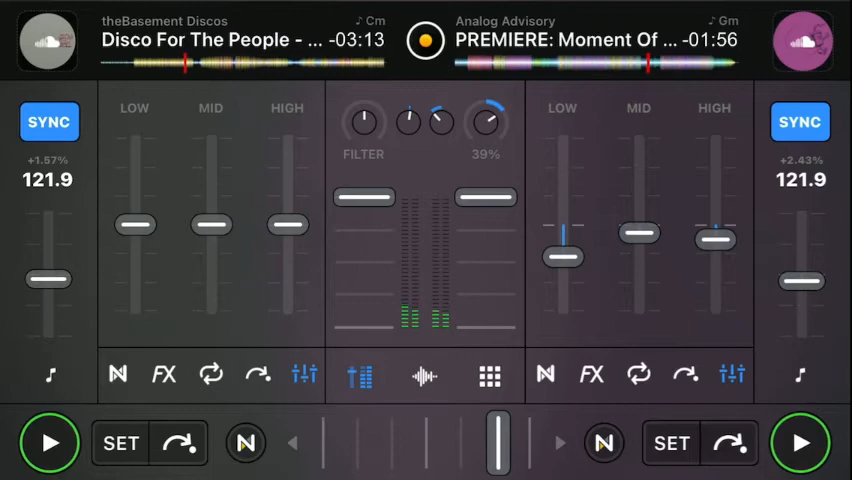 theBasement Discos
♪ Cm
Disco For The People - ... -03:13
Analog Advisory
♪ Gm
PREMIERE: Moment Of ... -01:56
SYNC
+1.57%
121.9
LOW MID HIGH
FILTER
39%
LOW MID HIGH
SYNC
+2.43%
121.9
FX
FX
SET
SET